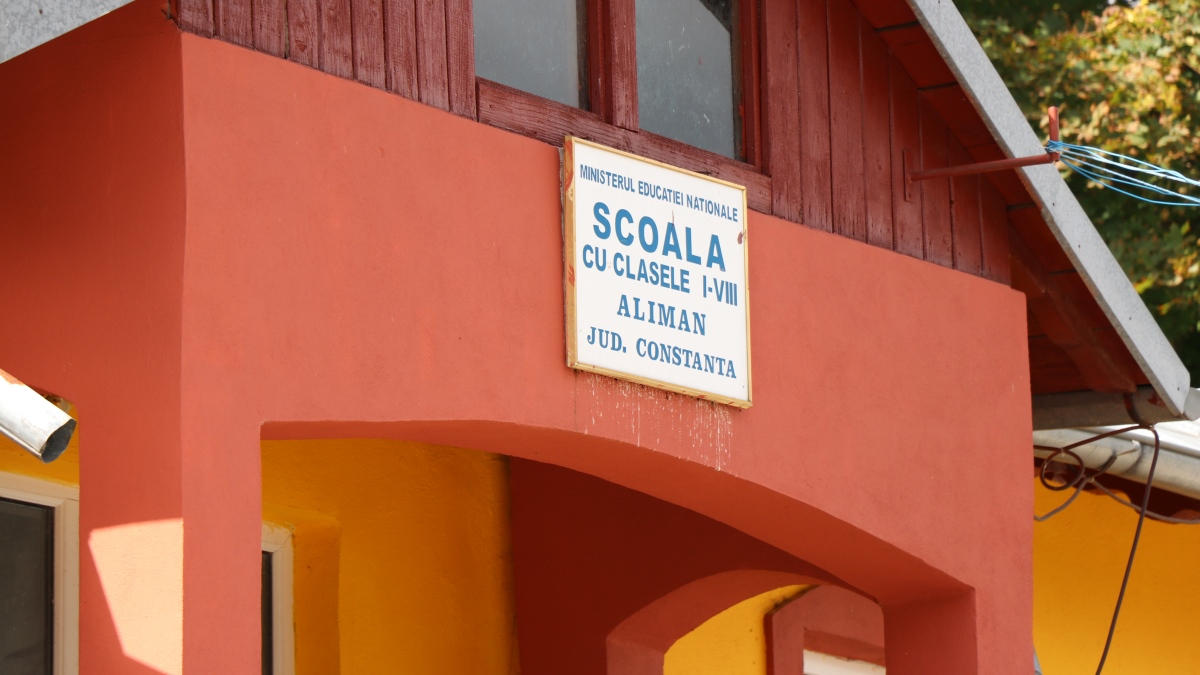 MINISTERUL EDUCATIEI NATIONALE
SCOALA
CU CLASELE I-VIII
ALIMAN
JUD. CONSTANTA